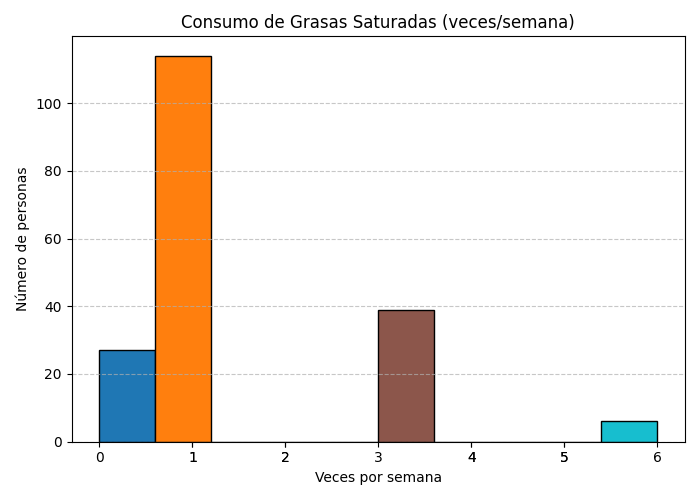 Consumo de Grasas Saturadas (veces/semana)
Número de personas
100
80
60
40
20
0
0 1 2 3 4 5 6
Veces por semana